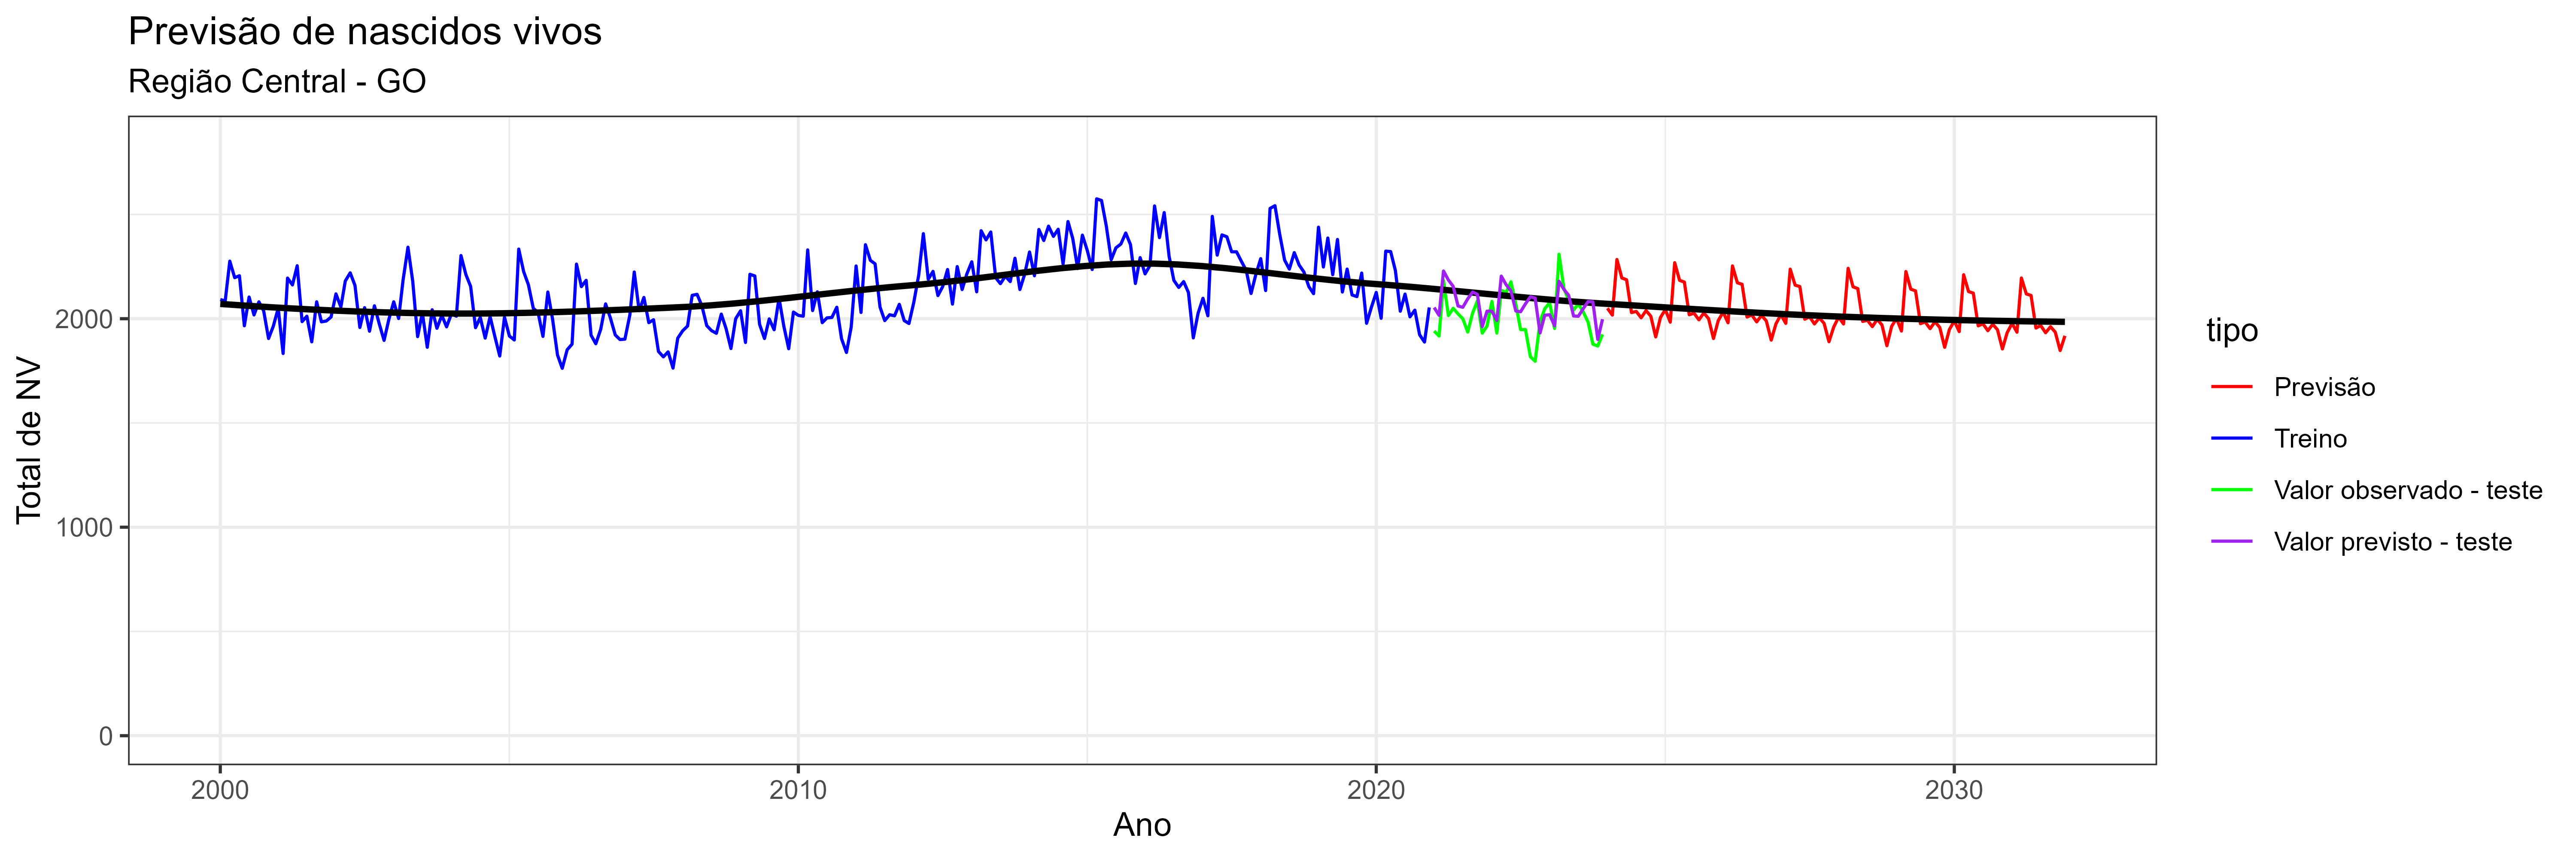 Previsão de nascidos vivos
Região Central - GO
Total de NV
2000
1000
0
2000
2010
2020
2030
Ano
tipo
Previsão
Treino
Valor observado - teste
Valor previsto - teste